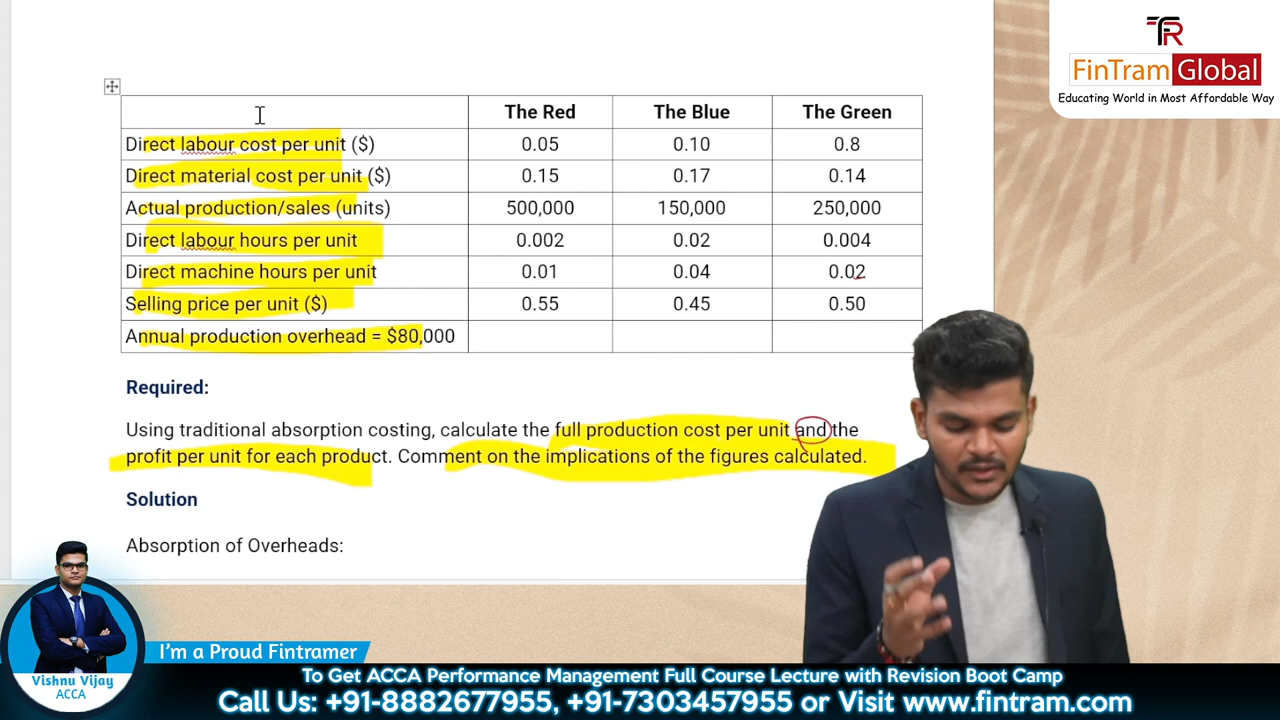 TR
FinTram Global
Educating World in Most Affordable Way
The Red The Blue The Green
Direct labour cost per unit ($) 0.05 0.10 0.8
Direct material cost per unit ($) 0.15 0.17 0.14
Actual production/sales (units) 500,000 150,000 250,000
Direct labour hours per unit 0.002 0.02 0.004
Direct machine hours per unit 0.01 0.04 0.02
Selling price per unit ($) 0.55 0.45 0.50
Annual production overhead = $80,000
Required:
Using traditional absorption costing, calculate the full production cost per unit and the
profit per unit for each product. Comment on the implications of the figures calculated.
Solution
Absorption of Overheads:
I'm a Proud Fintramer
Vishnu Vijay
ACCA
To Get ACCA Performance Management Full Course Lecture with Revision Boot Camp
Call Us: +91-8882677955, +91-7303457955 or Visit www.fintram.com